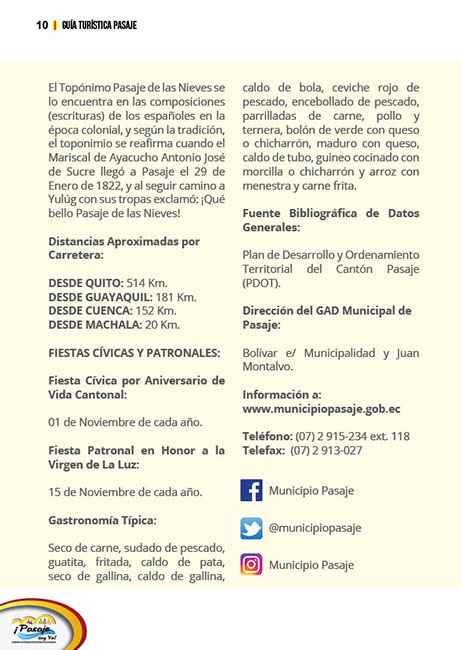 10 | GUÍA TURÍSTICA PASAJE
El Topónimo Pasaje de las Nieves se
lo encuentra en las composiciones
(escrituras) de los españoles en la
época colonial, y según la tradición,
el toponimio se reafirma cuando el
Mariscal de Ayacucho Antonio José
de Sucre llegó a Pasaje el 29 de
Enero de 1822, y al seguir camino a
Yulúg con sus tropas exclamó: ¡Qué
bello Pasaje de las Nieves!
Distancias Aproximadas por
Carretera:
DESDE QUITO: 514 Km.
DESDE GUAYAQUIL: 181 Km.
DESDE CUENCA: 152 Km.
DESDE MACHALA: 20 Km.
FIESTAS CÍVICAS Y PATRONALES:
Fiesta Cívica por Aniversario de
Vida Cantonal:
01 de Noviembre de cada año.
Fiesta Patronal en Honor a la
Virgen de La Luz:
15 de Noviembre de cada año.
Gastronomía Típica:
Seco de carne, sudado de pescado,
guatita, fritada, caldo de pata,
seco de gallina, caldo de gallina,
caldo de bola, ceviche rojo de
pescado, encebollado de pescado,
parrilladas de carne, pollo y
ternera, bolón de verde con queso
o chicharrón, maduro con queso,
caldo de tubo, guineo cocinado con
morcilla o chicharrón y arroz con
menestra y carne frita.
Fuente Bibliográfica de Datos
Generales:
Plan de Desarrollo y Ordenamiento
Territorial del Cantón Pasaje
(PDOT).
Dirección del GAD Municipal de
Pasaje:
Bolívar e/ Municipalidad y Juan
Montalvo.
Información a:
www.municipiopasaje.gob.ec
Teléfono: (07) 2 915-234 ext. 118
Telefax: (07) 2 913-027
Municipio Pasaje
@municipiopasaje
Municipio Pasaje
¡Pasaje
soy Yo!